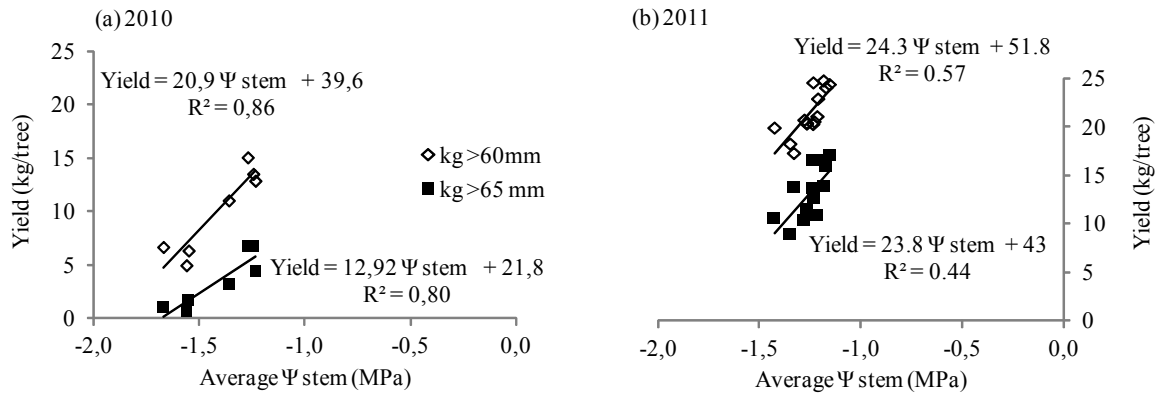 (a) 2010
25
20
15
10
5
0
Yield (kg/tree)
Yield = 20,9 Ψ stem + 39,6
R² = 0,86
kg >60mm
kg >65 mm
Yield = 12,92 Ψ stem + 21,8
R² = 0,80
-2,0 -1,5 -1,0 -0,5 0,0
Average Ψ stem (MPa)
(b) 2011
Yield = 24.3 Ψ stem + 51.8
R² = 0.57
25
20
15
10
5
0
Yield (kg/tree)
Yield = 23.8 Ψ stem + 43
R² = 0.44
-2,0 -1,5 -1,0 -0,5 0,0
Average Ψ stem (MPa)